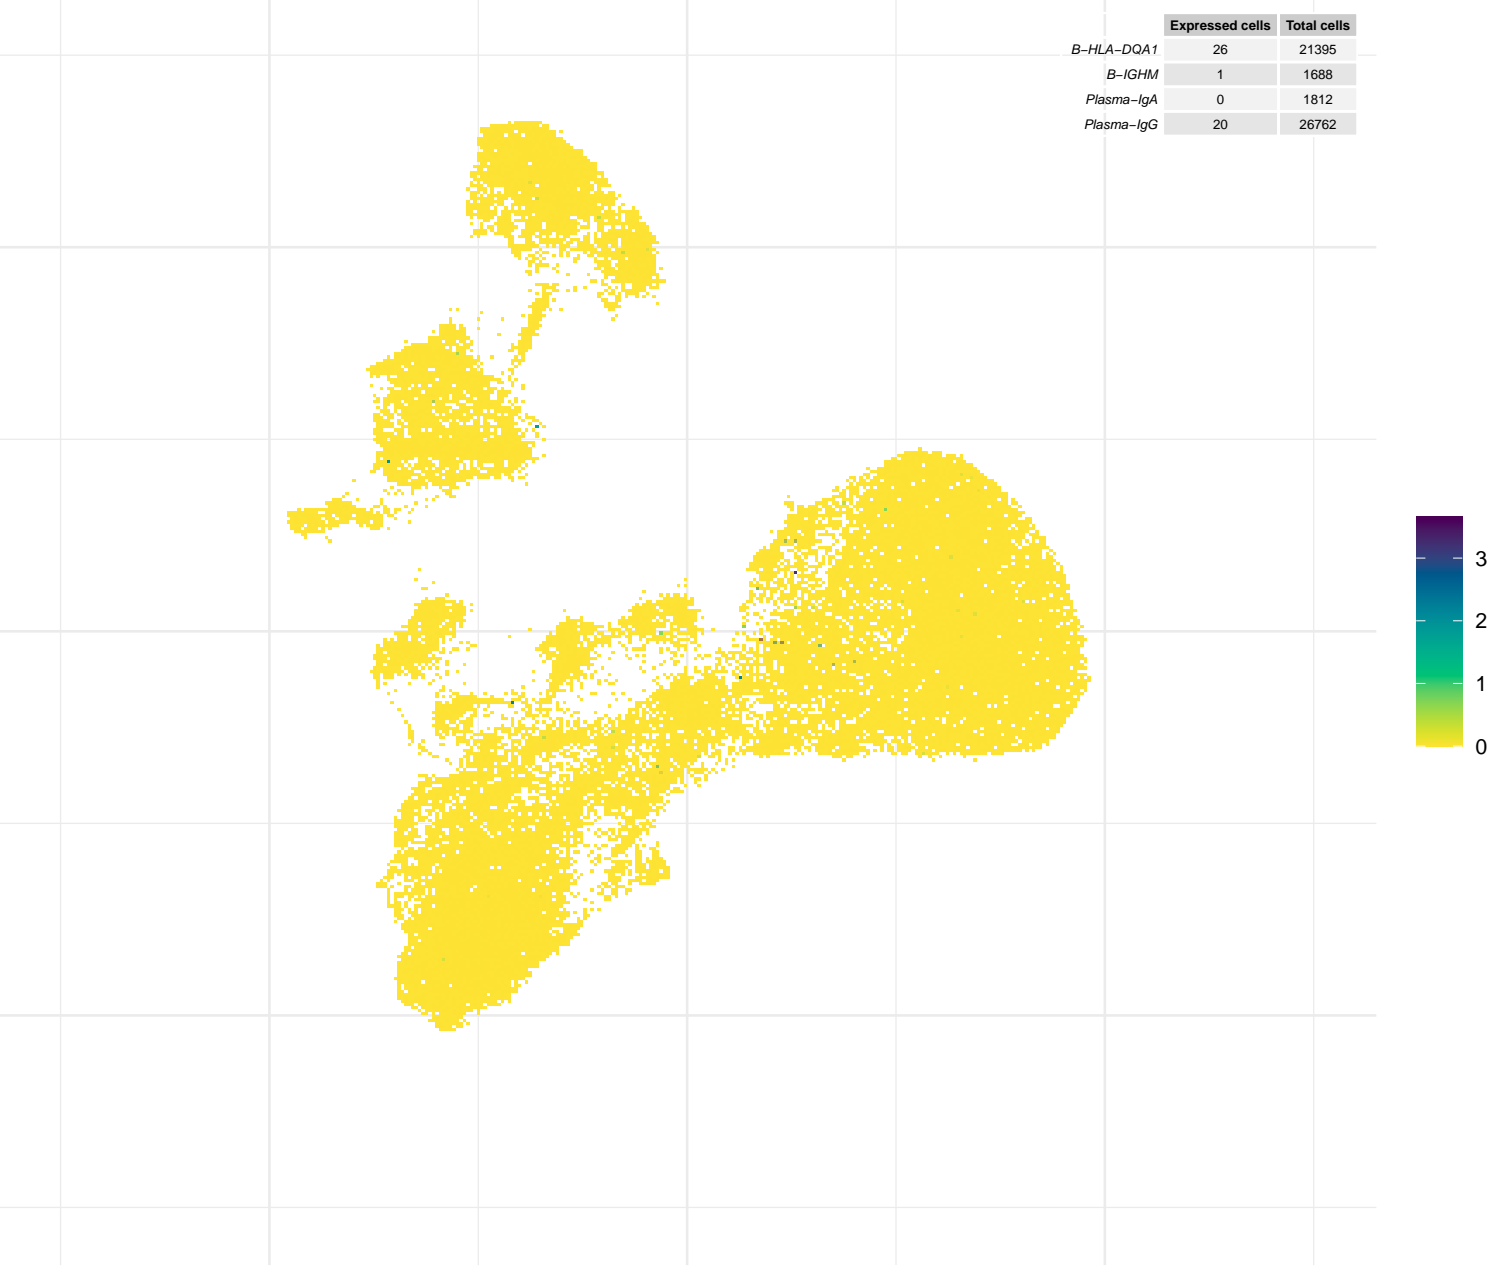 Expressed cells Total cells
B−HLA−DQA1 26 21395
B−IGHM 1 1688
Plasma−IgA 0 1812
Plasma−IgG 20 26762
3
2
1
0